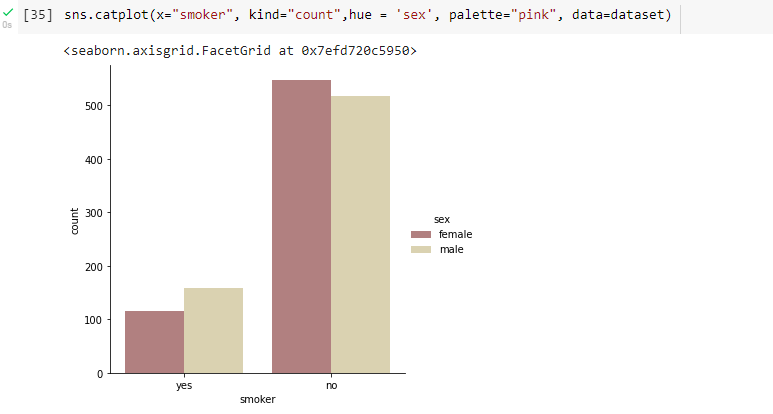 [35] sns.catplot(x="smoker", kind="count",hue = 'sex', palette="pink", data=dataset)
0s
<seaborn.axisgrid.FacetGrid at 0x7efd720c5950>
500
400
300
200
100
0
count
yes no
smoker
sex
female
male